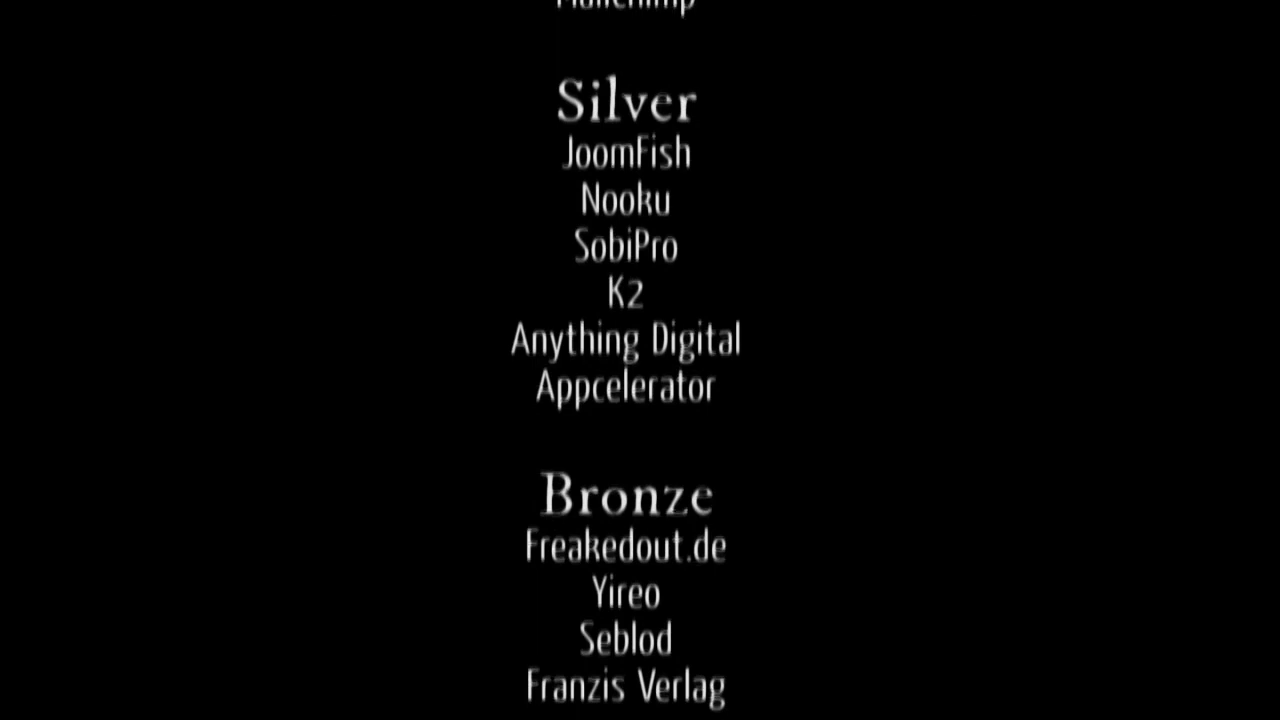 Silver
JoomFish
Nooku
SobiPro
K2
Anything Digital
Appcelerator
Bronze
Freakedout.de
Yireo
Seblod
Franzis Verlag